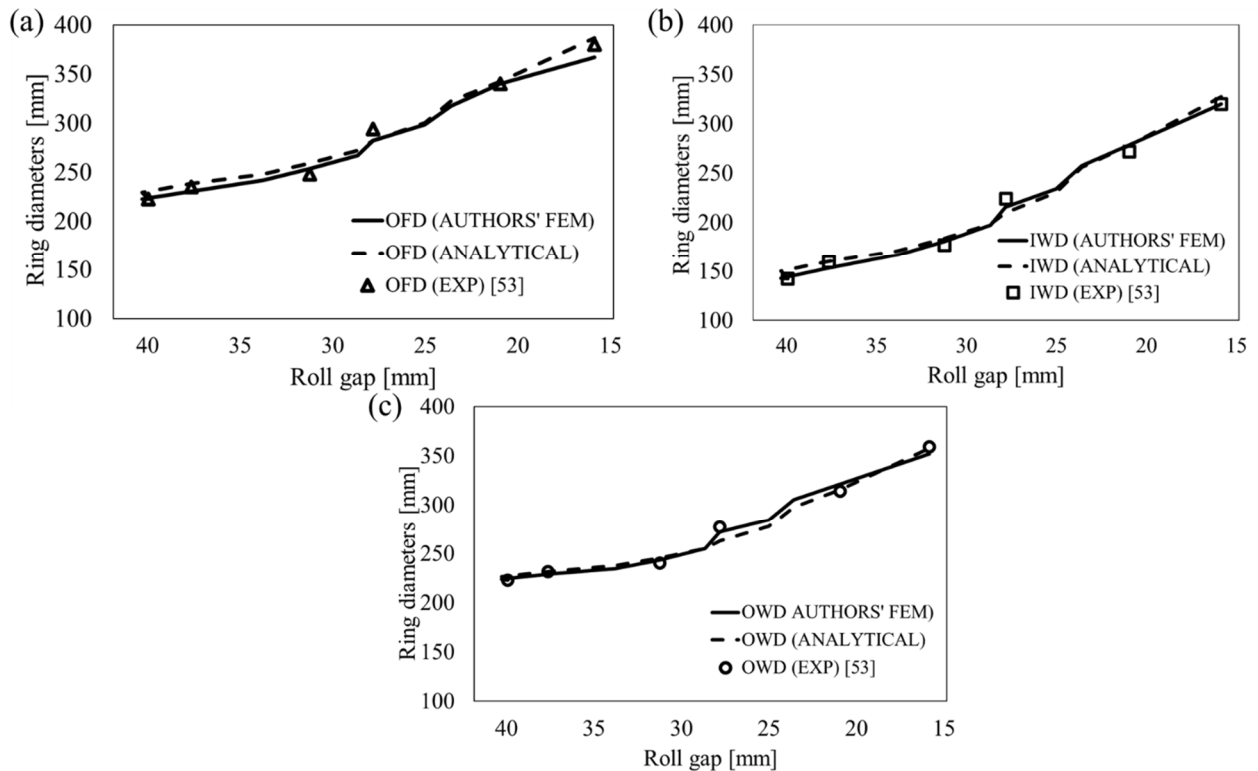 (a)
Ring diameters [mm]
400
350
300
250
200
150
100
OFD (AUTHORS' FEM)
OFD (ANALYTICAL)
OFD (EXP) [53]
40 35 30 25 20 15
Roll gap [mm]
(b)
Ring diameters [mm]
400
350
300
250
200
150
100
IWD (AUTHORS' FEM)
IWD (ANALYTICAL)
IWD (EXP) [53]
40 35 30 25 20 15
Roll gap [mm]
(c)
Ring diameters [mm]
400
350
300
250
200
150
100
OWD AUTHORS' FEM)
OWD (ANALYTICAL)
OWD (EXP) [53]
40 35 30 25 20 15
Roll gap [mm]